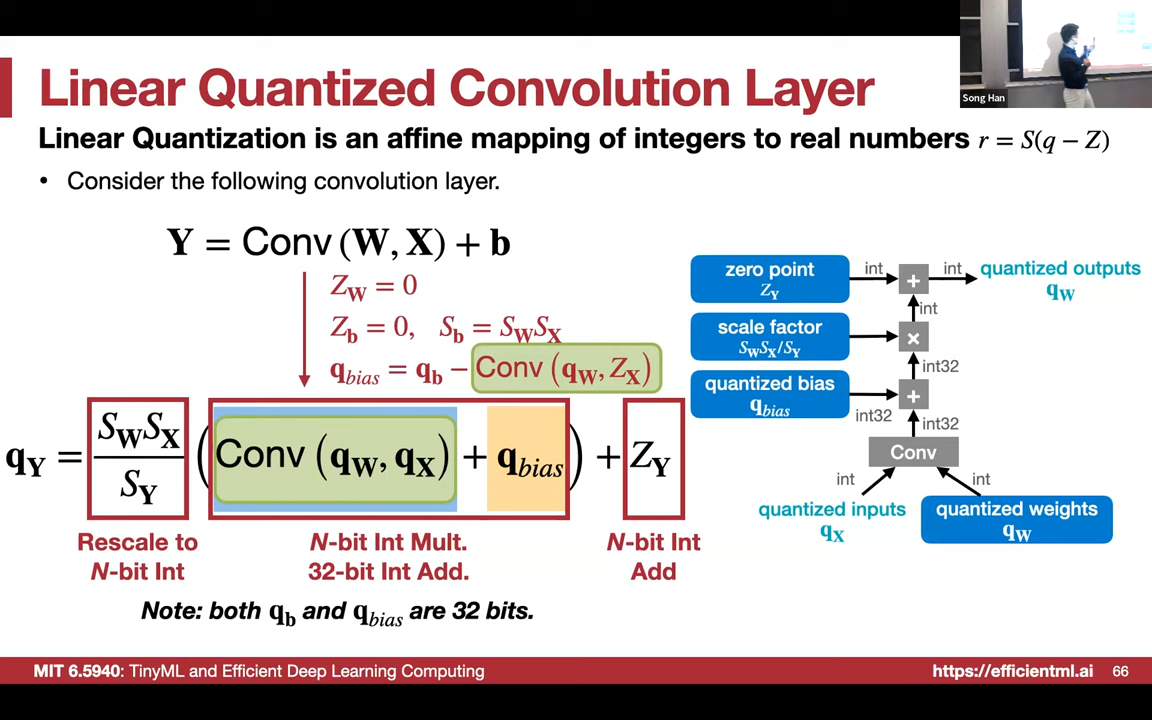 Song Han
Linear Quantized Convolution Layer
Linear Quantization is an affine mapping of integers to real numbers r = S(q − Z)
• Consider the following convolution layer.
Y = Conv (W, X) + b
Z_W = 0
Z_b = 0, S_b = S_W S_X
q_bias = q_b − Conv (q_W, Z_X)
q_Y = S_W S_X / S_Y (Conv (q_W, q_X) + q_bias) + Z_Y
Rescale to
N-bit Int
N-bit Int Mult.
32-bit Int Add.
N-bit Int
Add
Note: both q_b and q_bias are 32 bits.
zero point
Z_Y
int
+
int
quantized outputs
q_W
int
scale factor
S_W S_X/S_Y
×
int32
quantized bias
q_bias
int32
+
int32
Conv
int
int
quantized inputs
q_X
quantized weights
q_W
MIT 6.5940: TinyML and Efficient Deep Learning Computing
https://efficientml.ai
66